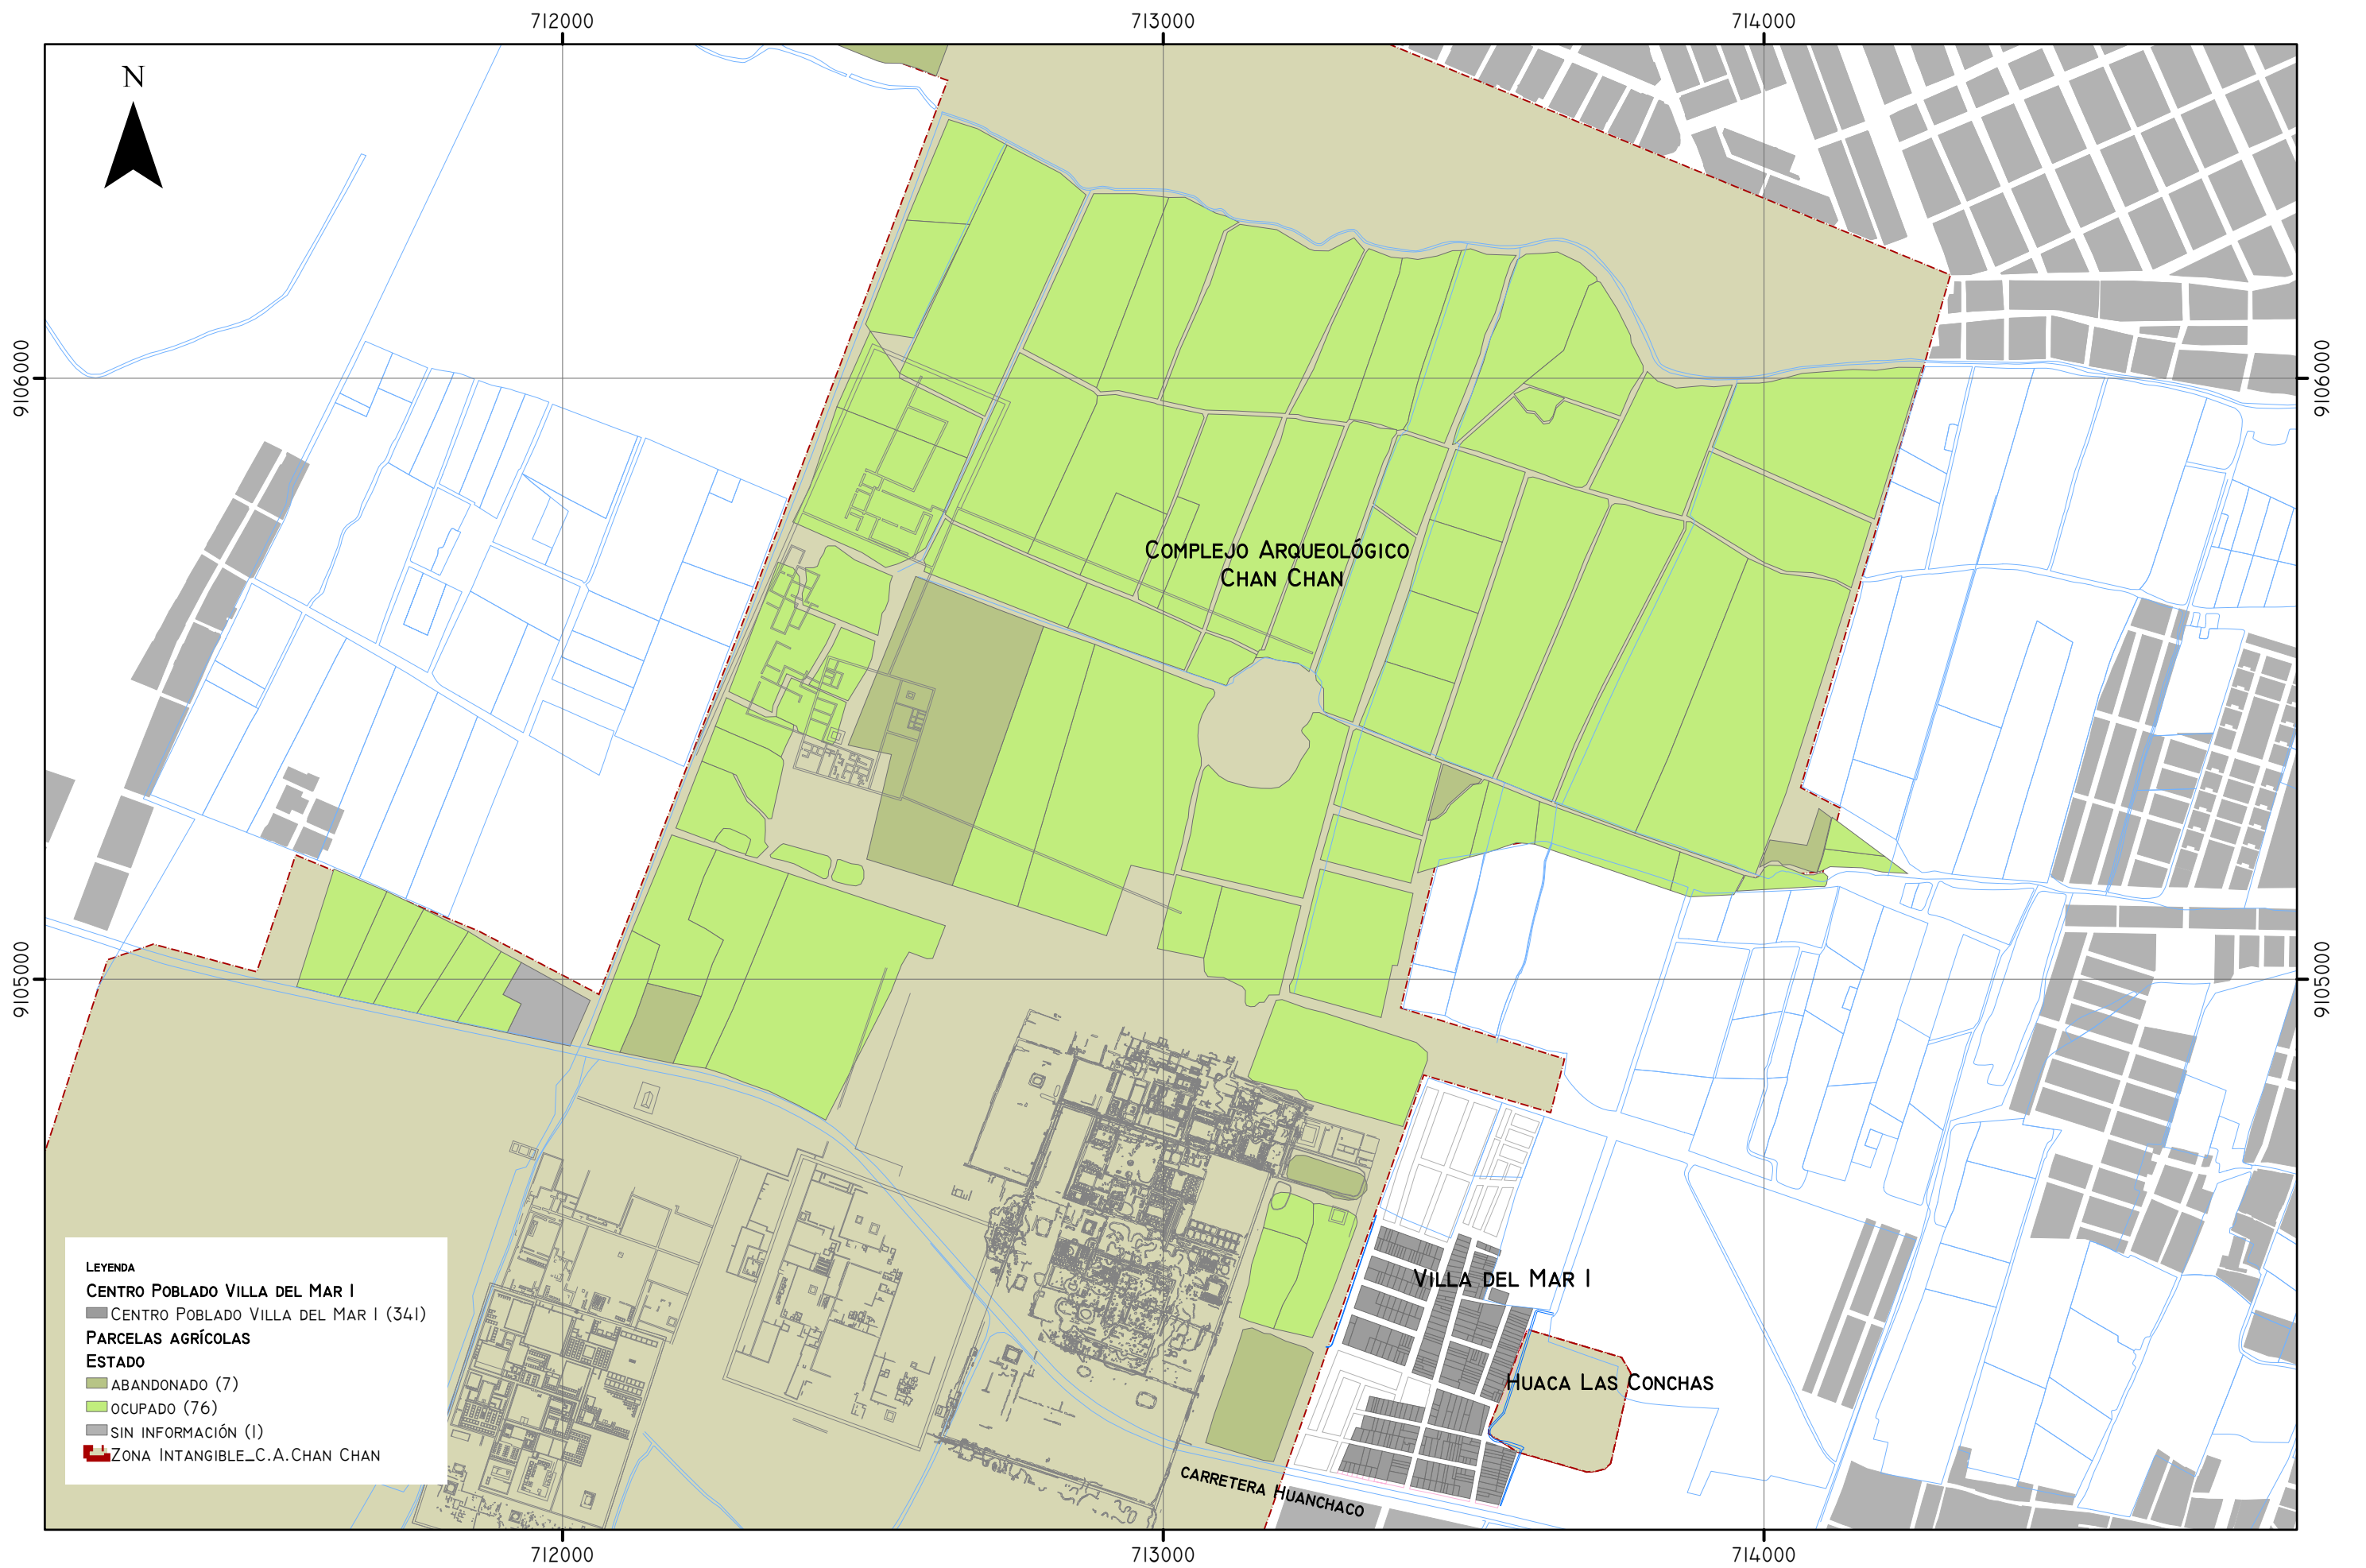 712000
713000
714000
N
9106000
9106000
Complejo Arqueológico
Chan Chan
9105000
9105000
Villa del Mar I
Huaca Las Conchas
Carretera Huanchaco
Leyenda
Centro Poblado Villa del Mar I
Centro Poblado Villa del Mar I (341)
Parcelas agrícolas
Estado
abandonado (7)
ocupado (76)
sin información (1)
Zona Intangible_C.A.Chan Chan
712000
713000
714000